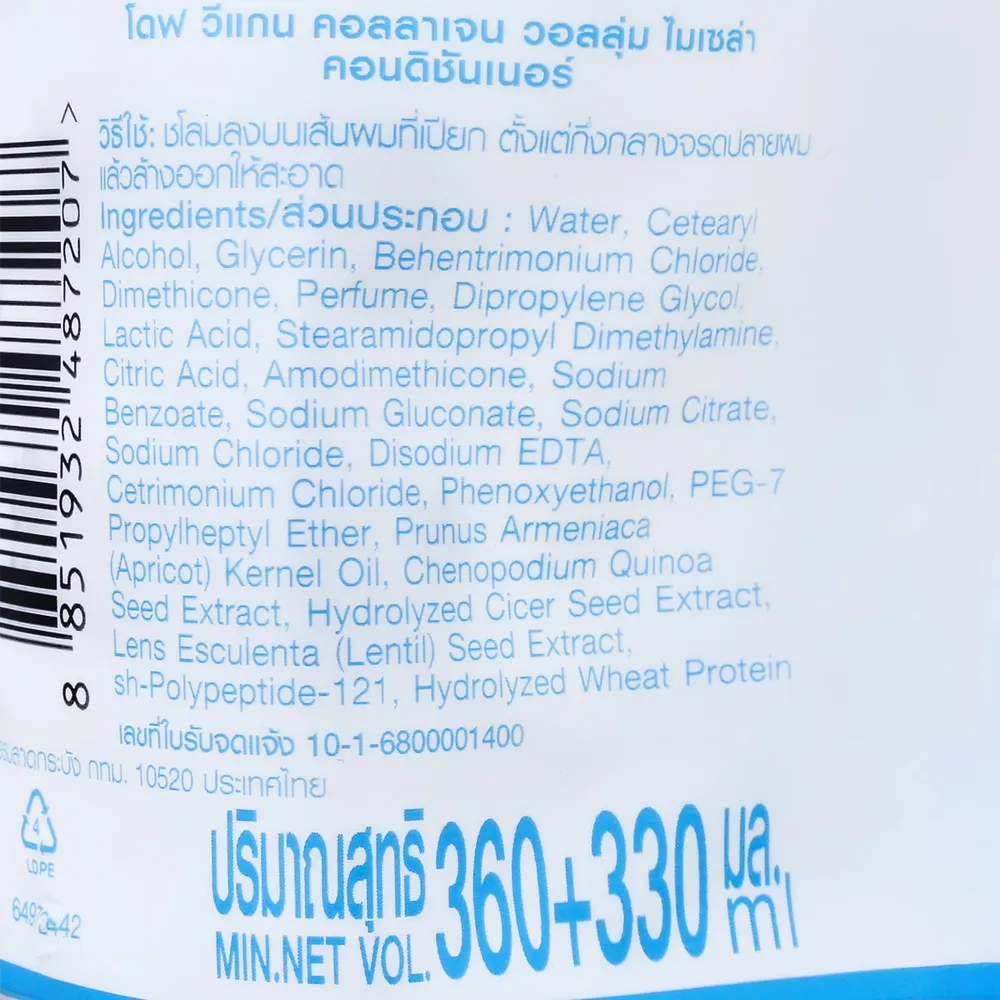 โดฟ วีแกน คอลลาเจน วอลลุ่ม ไมเซล่า
คอนดิชันเนอร์
วิธีใช้: ชโลมลงบนเส้นผมที่เปียก ตั้งแต่กึ่งกลางจรดปลายผม
แล้วล้างออกให้สะอาด
Ingredients/ส่วนประกอบ : Water, Cetearyl
Alcohol, Glycerin, Behentrimonium Chloride,
Dimethicone, Perfume, Dipropylene Glycol,
Lactic Acid, Stearamidopropyl Dimethylamine,
Citric Acid, Amodimethicone, Sodium
Benzoate, Sodium Gluconate, Sodium Citrate,
Sodium Chloride, Disodium EDTA,
Cetrimonium Chloride, Phenoxyethanol, PEG-7
Propylheptyl Ether, Prunus Armeniaca
(Apricot) Kernel Oil, Chenopodium Quinoa
Seed Extract, Hydrolyzed Cicer Seed Extract,
Lens Esculenta (Lentil) Seed Extract,
sh-Polypeptide-121, Hydrolyzed Wheat Protein
เลขที่ใบรับจดแจ้ง 10-1-6800001400
กทม. 10520 ประเทศไทย
8 851932 487207 >
4
LDPE
ปริมาณสุทธิ 360+330 มล.
MIN.NET VOL. ml